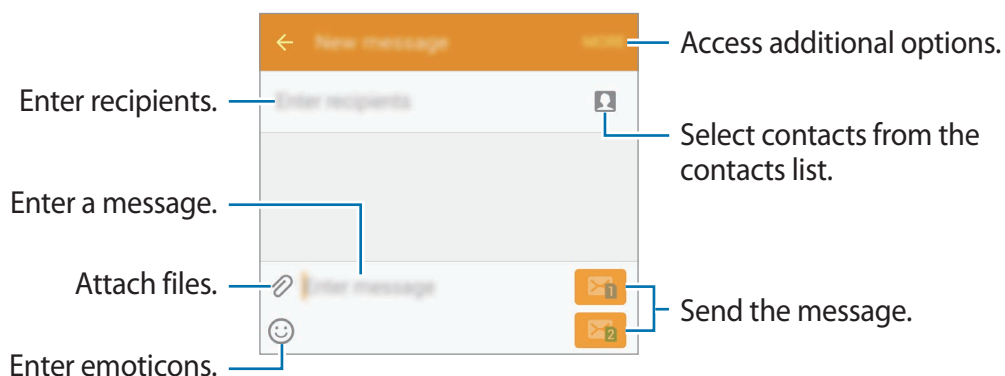 New message
MORE
Access additional options.
Enter recipients.
Enter recipients
Select contacts from the
contacts list.
Enter a message.
Attach files.
Enter message
1
Send the message.
2
Enter emoticons.